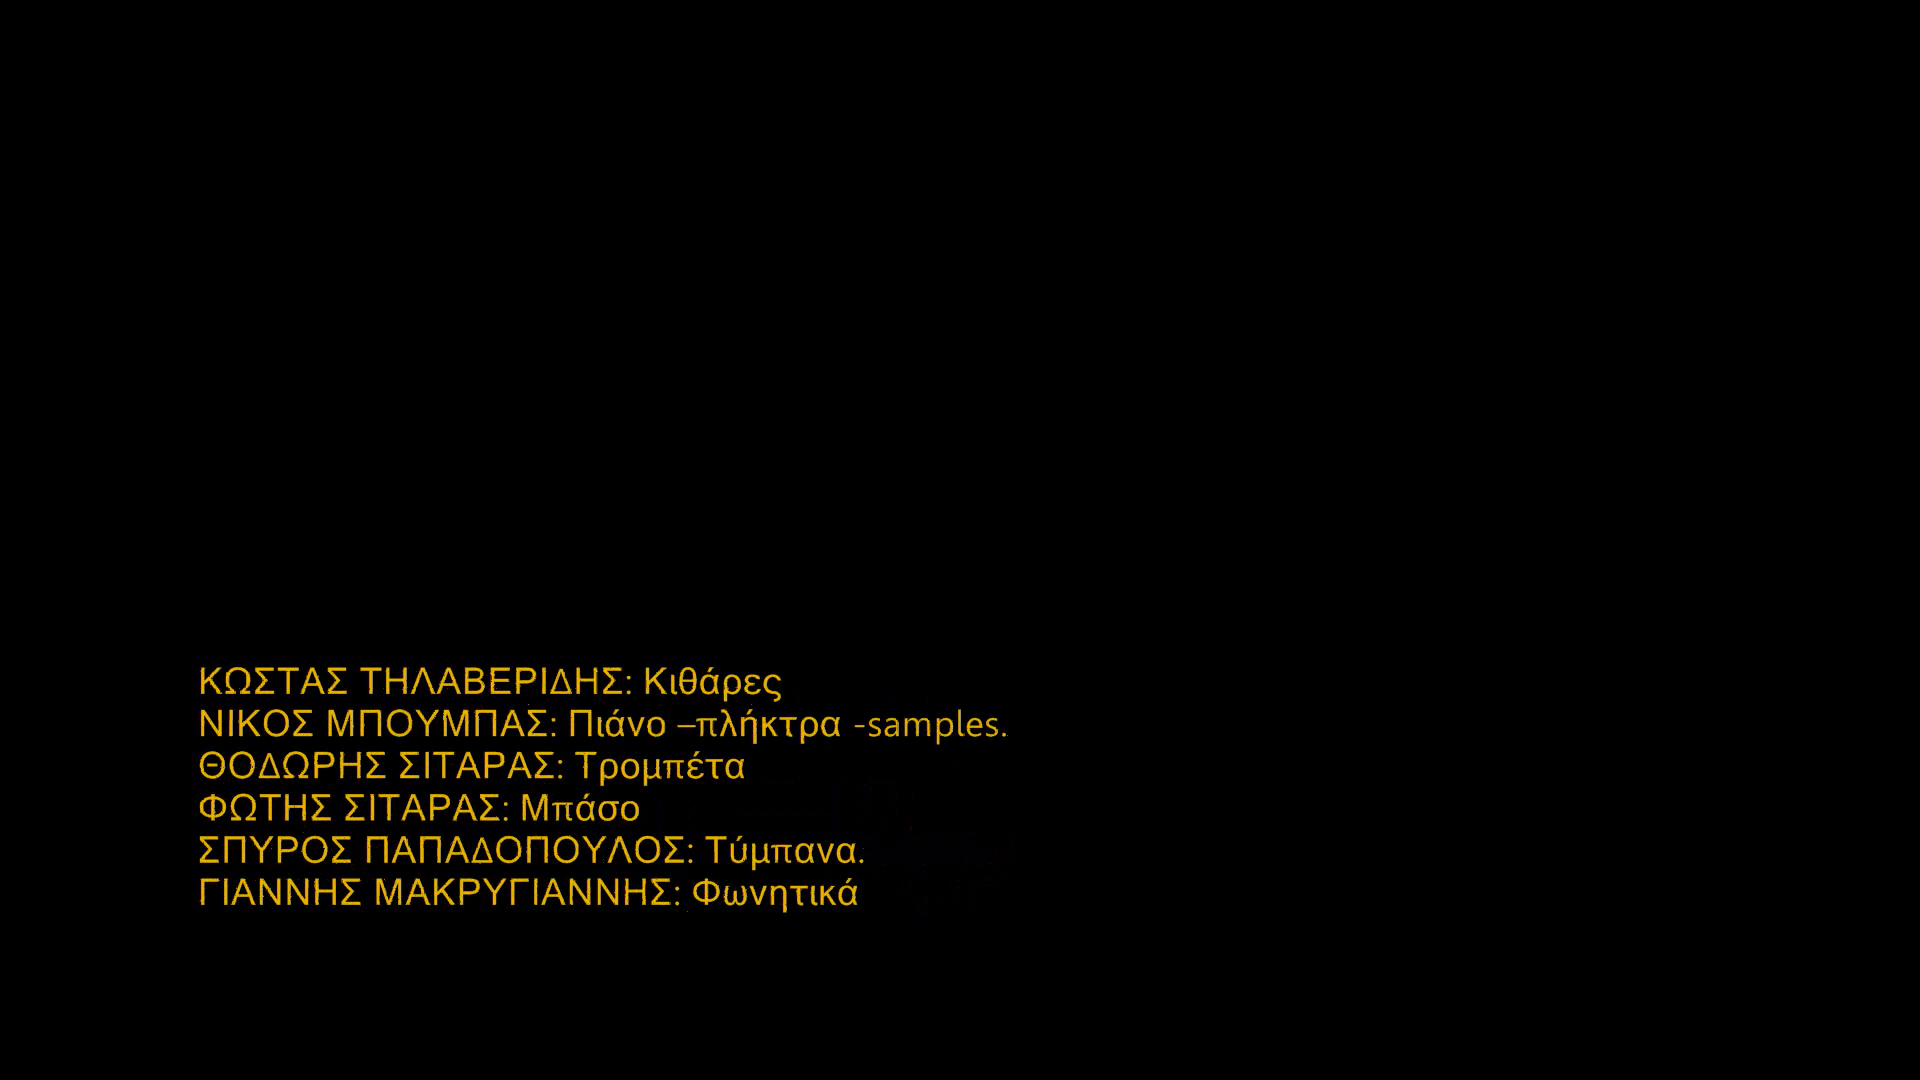 ΚΩΣΤΑΣ ΤΗΛΑΒΕΡΙΔΗΣ: Κιθάρες
ΝΙΚΟΣ ΜΠΟΥΜΠΑΣ: Πιάνο –πλήκτρα -samples.
ΘΟΔΩΡΗΣ ΣΙΤΑΡΑΣ: Τρομπέτα
ΦΩΤΗΣ ΣΙΤΑΡΑΣ: Μπάσο
ΣΠΥΡΟΣ ΠΑΠΑΔΟΠΟΥΛΟΣ: Τύμπανα.
ΓΙΑΝΝΗΣ ΜΑΚΡΥΓΙΑΝΝΗΣ: Φωνητικά